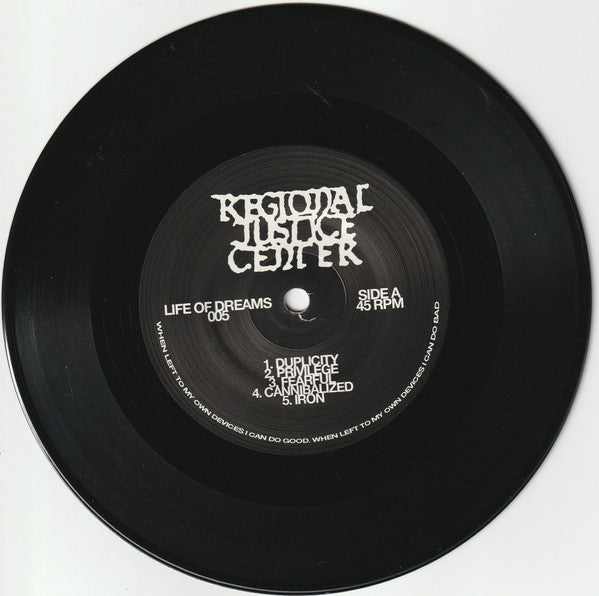 REGIONAL
JUSTICE
CENTER
LIFE OF DREAMS
005
SIDE A
45 RPM
1. DUPLICITY
2. PRIVILEGE
3. FEARFUL
4. CANNIBALIZED
5. IRON
WHEN LEFT TO MY OWN DEVICES I CAN DO GOOD. WHEN LEFT TO MY OWN DEVICES I CAN DO BAD